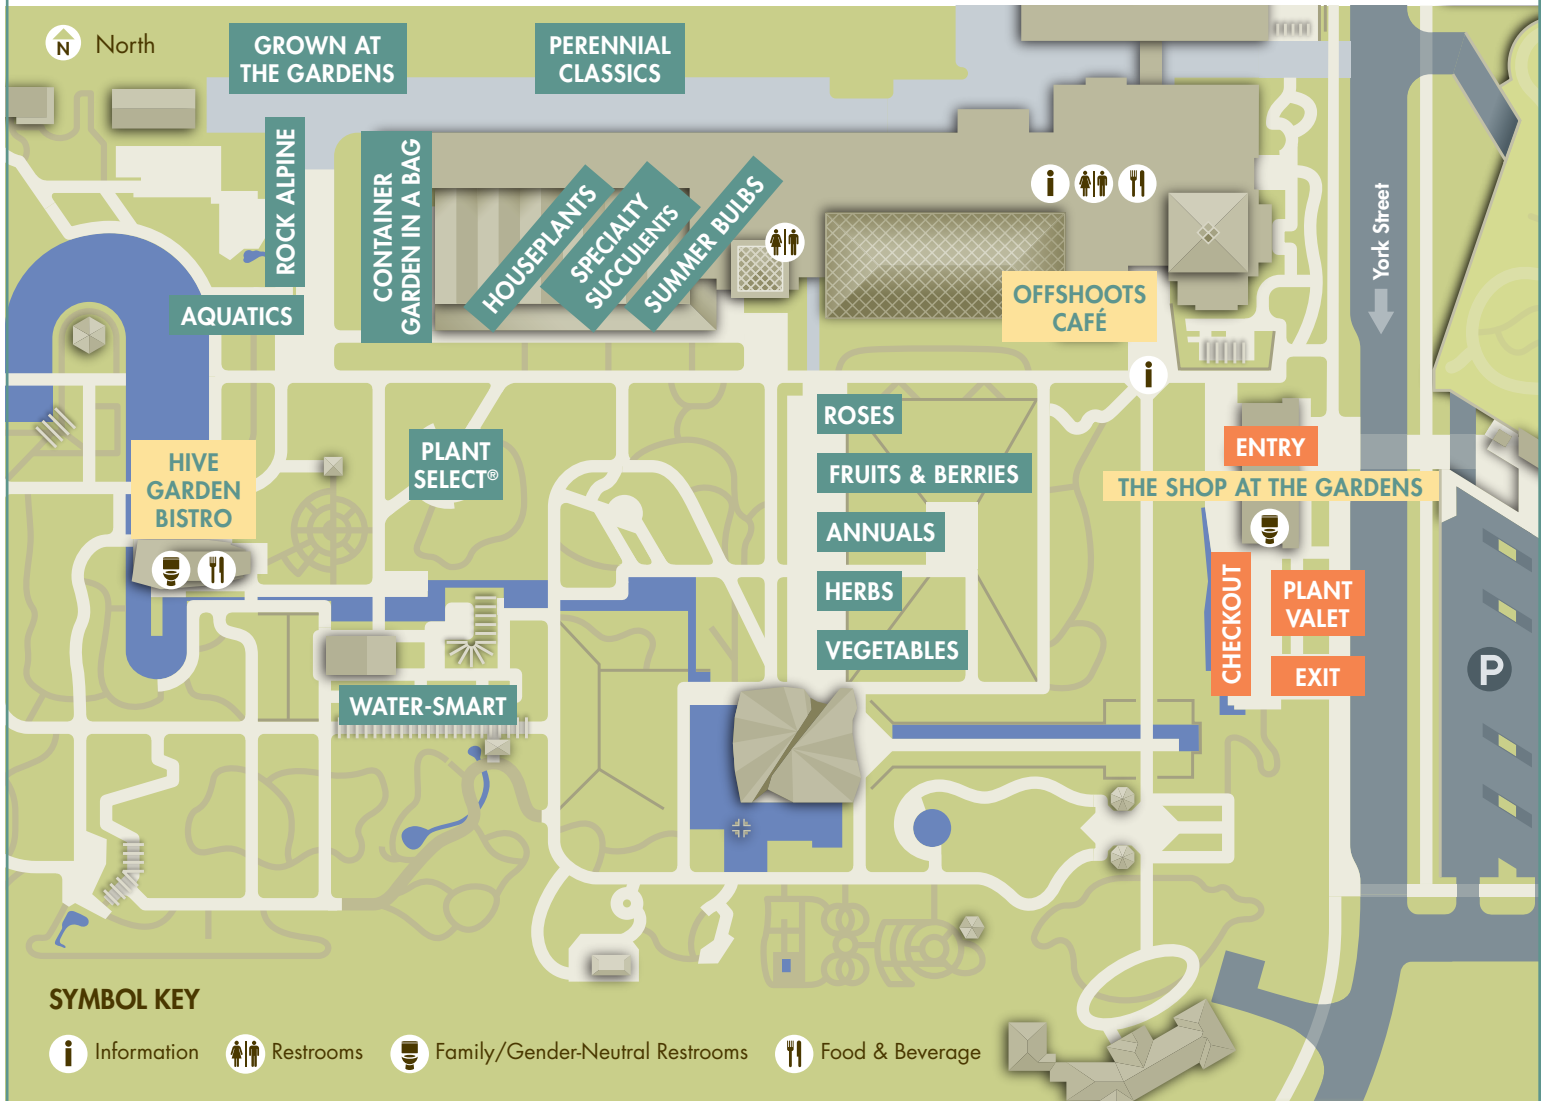 N
North
GROWN AT
THE GARDENS
PERENNIAL
CLASSICS
ROCK ALPINE
CONTAINER
GARDEN IN A BAG
HOUSEPLANTS
SPECIALTY
SUCCULENTS
SUMMER BULBS
York Street
AQUATICS
OFFSHOOTS
CAFÉ
ROSES
PLANT
SELECT®
HIVE
GARDEN
BISTRO
FRUITS & BERRIES
ENTRY
THE SHOP AT THE GARDENS
ANNUALS
HERBS
VEGETABLES
CHECKOUT
PLANT
VALET
EXIT
P
WATER-SMART
SYMBOL KEY
Information
Restrooms
Family/Gender-Neutral Restrooms
Food & Beverage